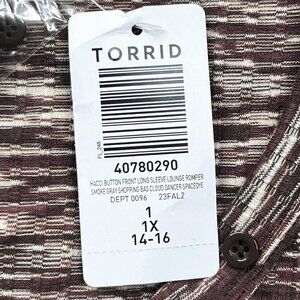 TORRID
FL_340
40780290
HACCI BUTTON FRONT LONG SLEEVE LOUNGE ROMPER
SMOKE GRAY SHOPPING BAG CLOUD DANCER SPACEDYE
DEPT 0096 23FAL2
1
1X
14-16